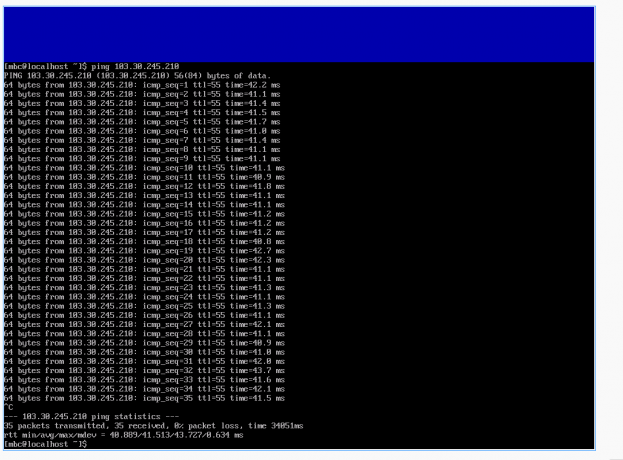 [mbc@localhost ~]$ ping 103.30.245.210
PING 103.30.245.210 (103.30.245.210) 56(84) bytes of data.
64 bytes from 103.30.245.210: icmp_seq=1 ttl=55 time=42.2 ms
64 bytes from 103.30.245.210: icmp_seq=2 ttl=55 time=41.1 ms
64 bytes from 103.30.245.210: icmp_seq=3 ttl=55 time=41.4 ms
64 bytes from 103.30.245.210: icmp_seq=4 ttl=55 time=41.5 ms
64 bytes from 103.30.245.210: icmp_seq=5 ttl=55 time=41.7 ms
64 bytes from 103.30.245.210: icmp_seq=6 ttl=55 time=41.0 ms
64 bytes from 103.30.245.210: icmp_seq=7 ttl=55 time=41.4 ms
64 bytes from 103.30.245.210: icmp_seq=8 ttl=55 time=41.1 ms
64 bytes from 103.30.245.210: icmp_seq=9 ttl=55 time=41.1 ms
64 bytes from 103.30.245.210: icmp_seq=10 ttl=55 time=41.1 ms
64 bytes from 103.30.245.210: icmp_seq=11 ttl=55 time=40.9 ms
64 bytes from 103.30.245.210: icmp_seq=12 ttl=55 time=41.8 ms
64 bytes from 103.30.245.210: icmp_seq=13 ttl=55 time=41.1 ms
64 bytes from 103.30.245.210: icmp_seq=14 ttl=55 time=41.1 ms
64 bytes from 103.30.245.210: icmp_seq=15 ttl=55 time=41.2 ms
64 bytes from 103.30.245.210: icmp_seq=16 ttl=55 time=41.2 ms
64 bytes from 103.30.245.210: icmp_seq=17 ttl=55 time=41.2 ms
64 bytes from 103.30.245.210: icmp_seq=18 ttl=55 time=40.8 ms
64 bytes from 103.30.245.210: icmp_seq=19 ttl=55 time=42.7 ms
64 bytes from 103.30.245.210: icmp_seq=20 ttl=55 time=42.3 ms
64 bytes from 103.30.245.210: icmp_seq=21 ttl=55 time=41.1 ms
64 bytes from 103.30.245.210: icmp_seq=22 ttl=55 time=41.1 ms
64 bytes from 103.30.245.210: icmp_seq=23 ttl=55 time=41.3 ms
64 bytes from 103.30.245.210: icmp_seq=24 ttl=55 time=41.1 ms
64 bytes from 103.30.245.210: icmp_seq=25 ttl=55 time=41.3 ms
64 bytes from 103.30.245.210: icmp_seq=26 ttl=55 time=41.1 ms
64 bytes from 103.30.245.210: icmp_seq=27 ttl=55 time=42.1 ms
64 bytes from 103.30.245.210: icmp_seq=28 ttl=55 time=41.1 ms
64 bytes from 103.30.245.210: icmp_seq=29 ttl=55 time=40.9 ms
64 bytes from 103.30.245.210: icmp_seq=30 ttl=55 time=41.0 ms
64 bytes from 103.30.245.210: icmp_seq=31 ttl=55 time=42.0 ms
64 bytes from 103.30.245.210: icmp_seq=32 ttl=55 time=43.7 ms
64 bytes from 103.30.245.210: icmp_seq=33 ttl=55 time=41.6 ms
64 bytes from 103.30.245.210: icmp_seq=34 ttl=55 time=42.1 ms
64 bytes from 103.30.245.210: icmp_seq=35 ttl=55 time=41.5 ms
^C
--- 103.30.245.210 ping statistics ---
35 packets transmitted, 35 received, 0% packet loss, time 34051ms
rtt min/avg/max/mdev = 40.889/41.513/43.727/0.634 ms
[mbc@localhost ~]$